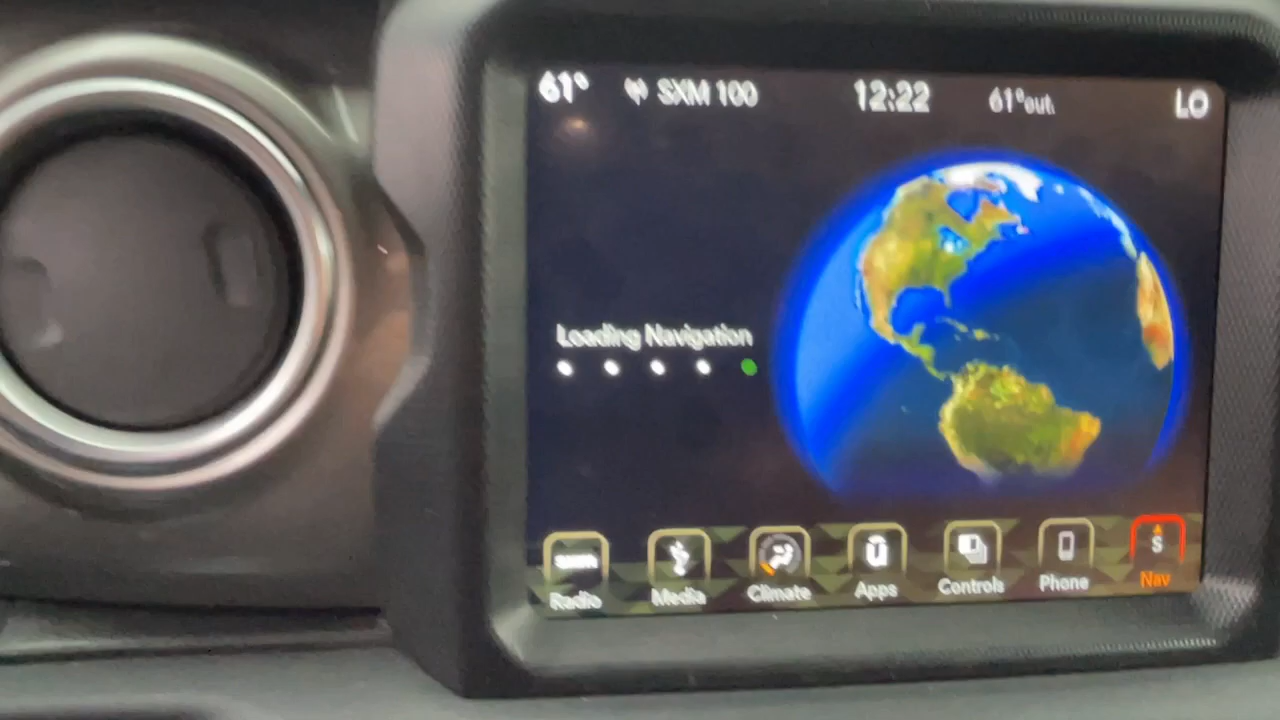 61° SXM 100 12:22 61°out LO
Loading Navigation
S
Radio Media Climate Apps Controls Phone Nav